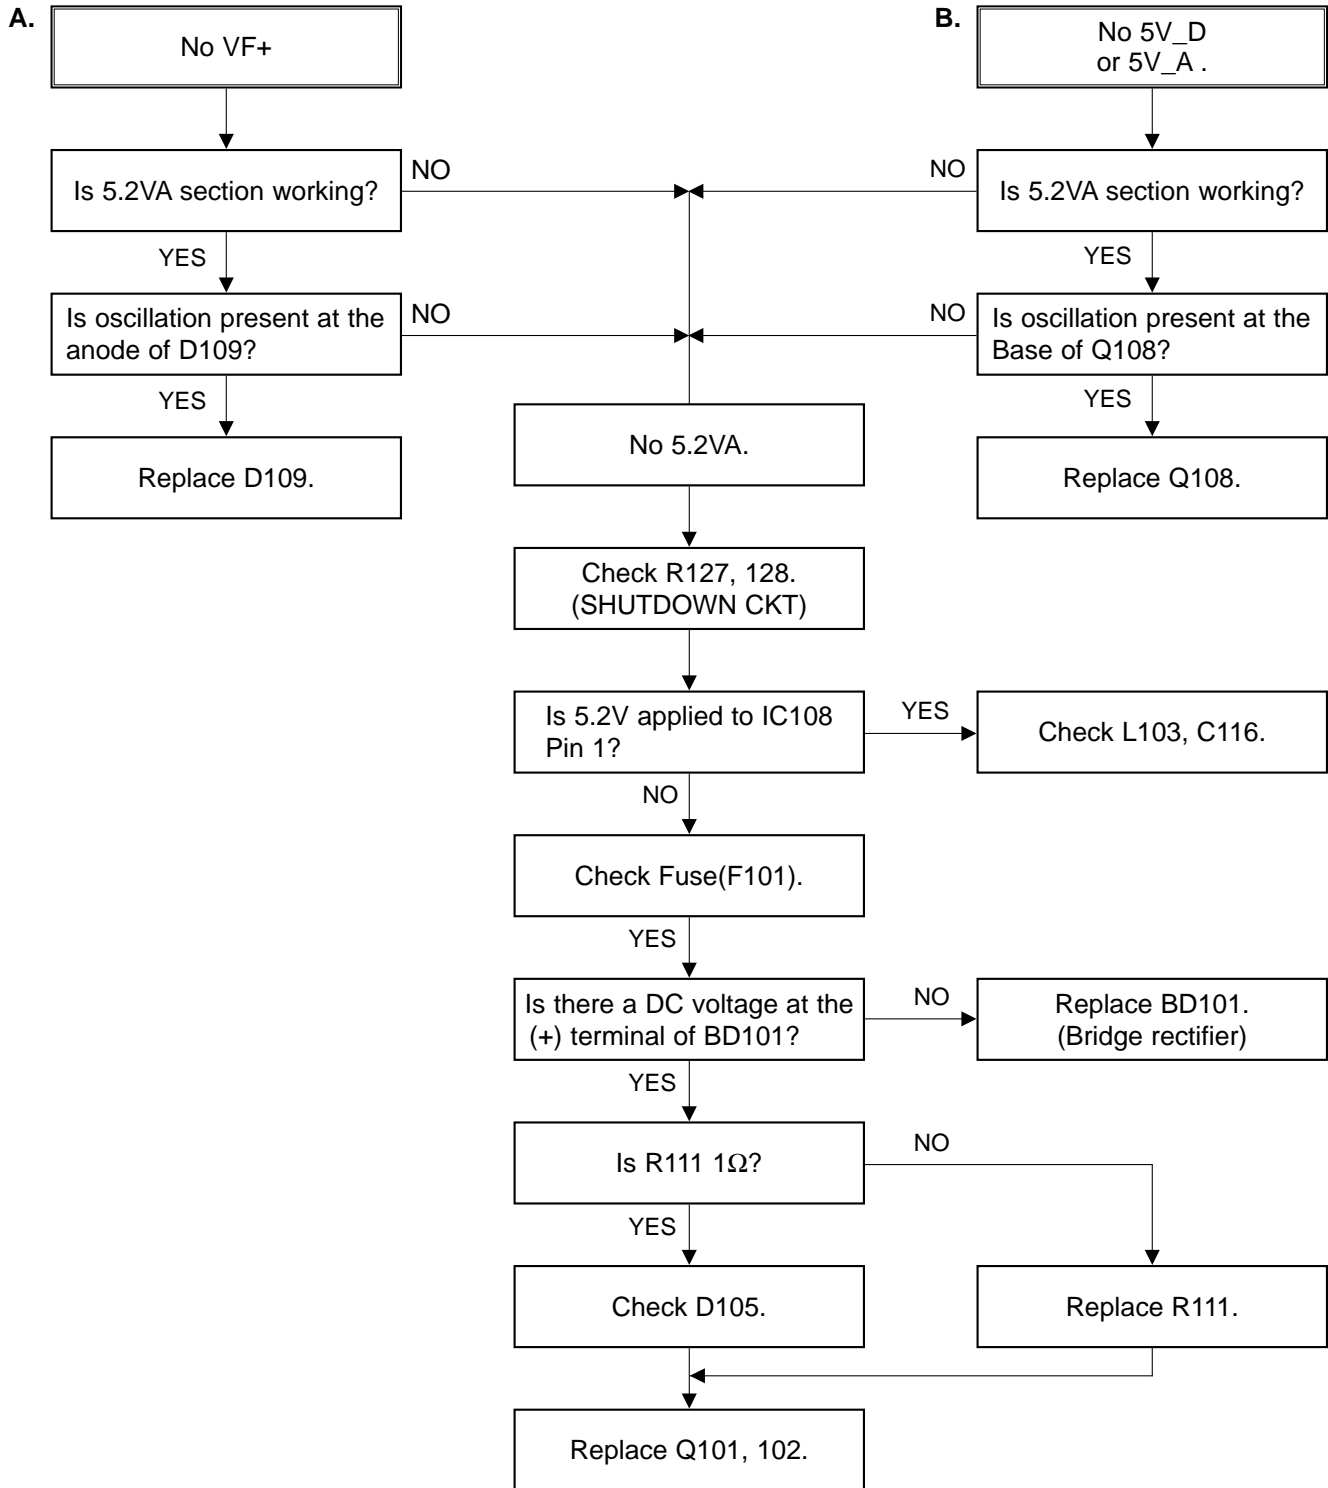 A.
No VF+
B.
No 5V_D
or 5V_A .
Is 5.2VA section working?
NO
NO
Is 5.2VA section working?
YES
YES
Is oscillation present at the
anode of D109?
NO
NO
Is oscillation present at the
Base of Q108?
YES
YES
Replace D109.
No 5.2VA.
Replace Q108.
Check R127, 128.
(SHUTDOWN CKT)
Is 5.2V applied to IC108
Pin 1?
YES
Check L103, C116.
NO
Check Fuse(F101).
YES
Is there a DC voltage at the
(+) terminal of BD101?
NO
Replace BD101.
(Bridge rectifier)
YES
Is R111 1Ω?
NO
YES
Check D105.
Replace R111.
Replace Q101, 102.